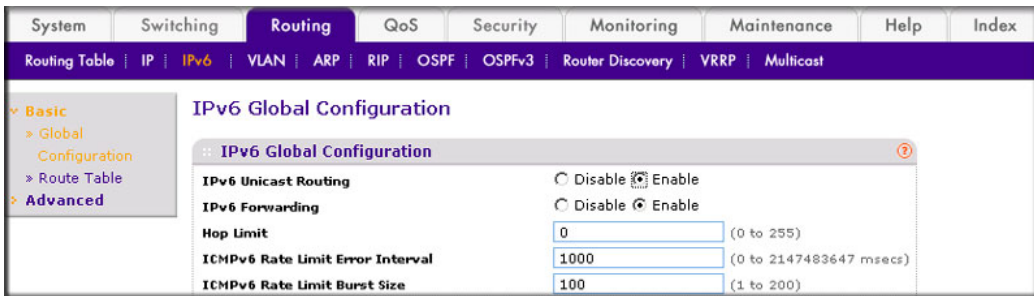 System Switching Routing QoS Security Monitoring Maintenance Help Index
Routing Table | IP | IPv6 | VLAN | ARP | RIP | OSPF | OSPFv3 | Router Discovery | VRRP | Multicast
Basic
» Global
Configuration
» Route Table
Advanced
IPv6 Global Configuration
IPv6 Global Configuration ?
IPv6 Unicast Routing Disable Enable
IPv6 Forwarding Disable Enable
Hop Limit 0 (0 to 255)
ICMPv6 Rate Limit Error Interval 1000 (0 to 2147483647 msecs)
ICMPv6 Rate Limit Burst Size 100 (1 to 200)